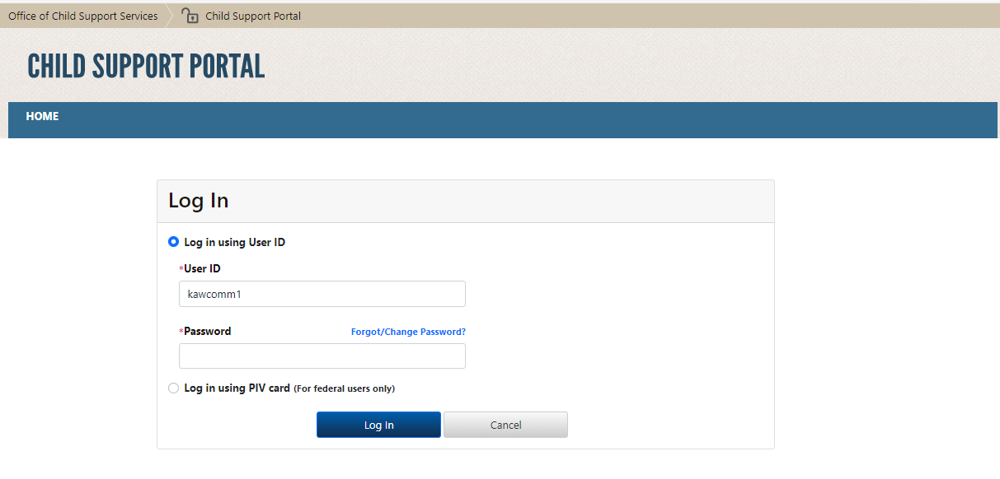 Office of Child Support Services Child Support Portal
CHILD SUPPORT PORTAL
HOME
Log In
Log in using User ID
*User ID
kawcomm1
*Password Forgot/Change Password?
Log in using PIV card (For federal users only)
Log In Cancel